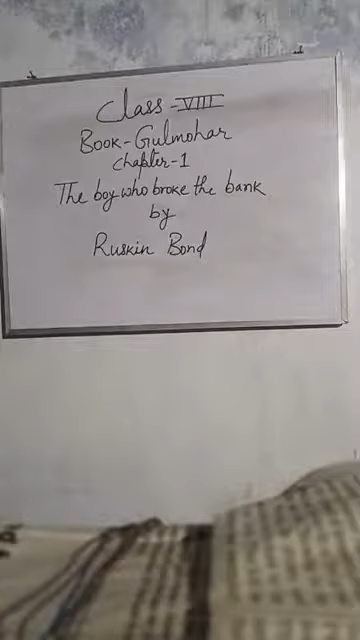 Class - VIII
Book - Gulmohar
Chapter - 1
The boy who broke the bank
by
Ruskin Bond